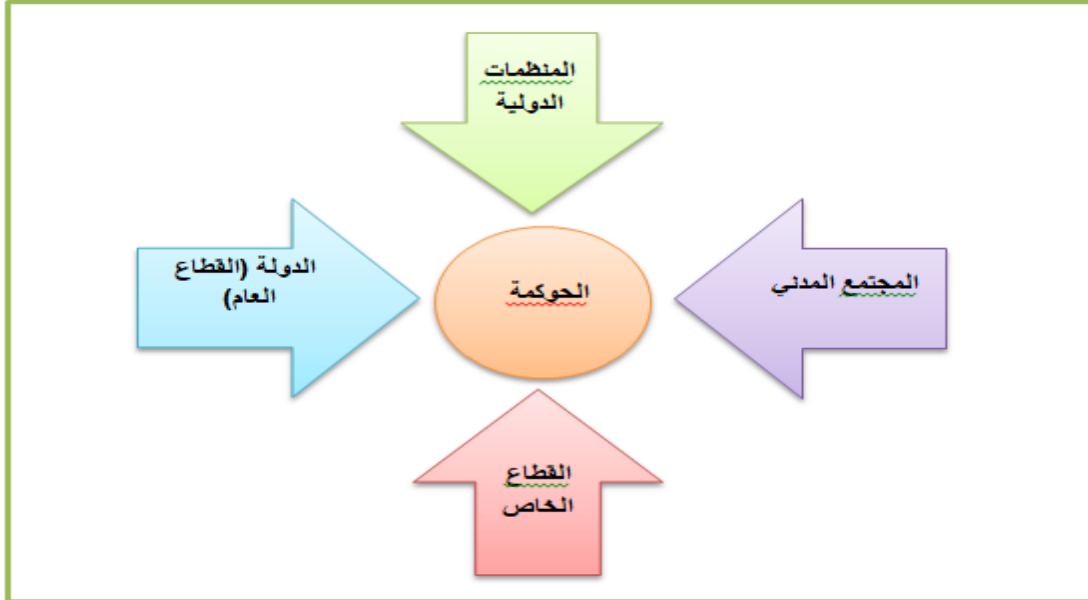 المنظمات
الدولية
الدولة (القطاع
العام)
الحوكمة
المجتمع المدني
القطاع
الخاص